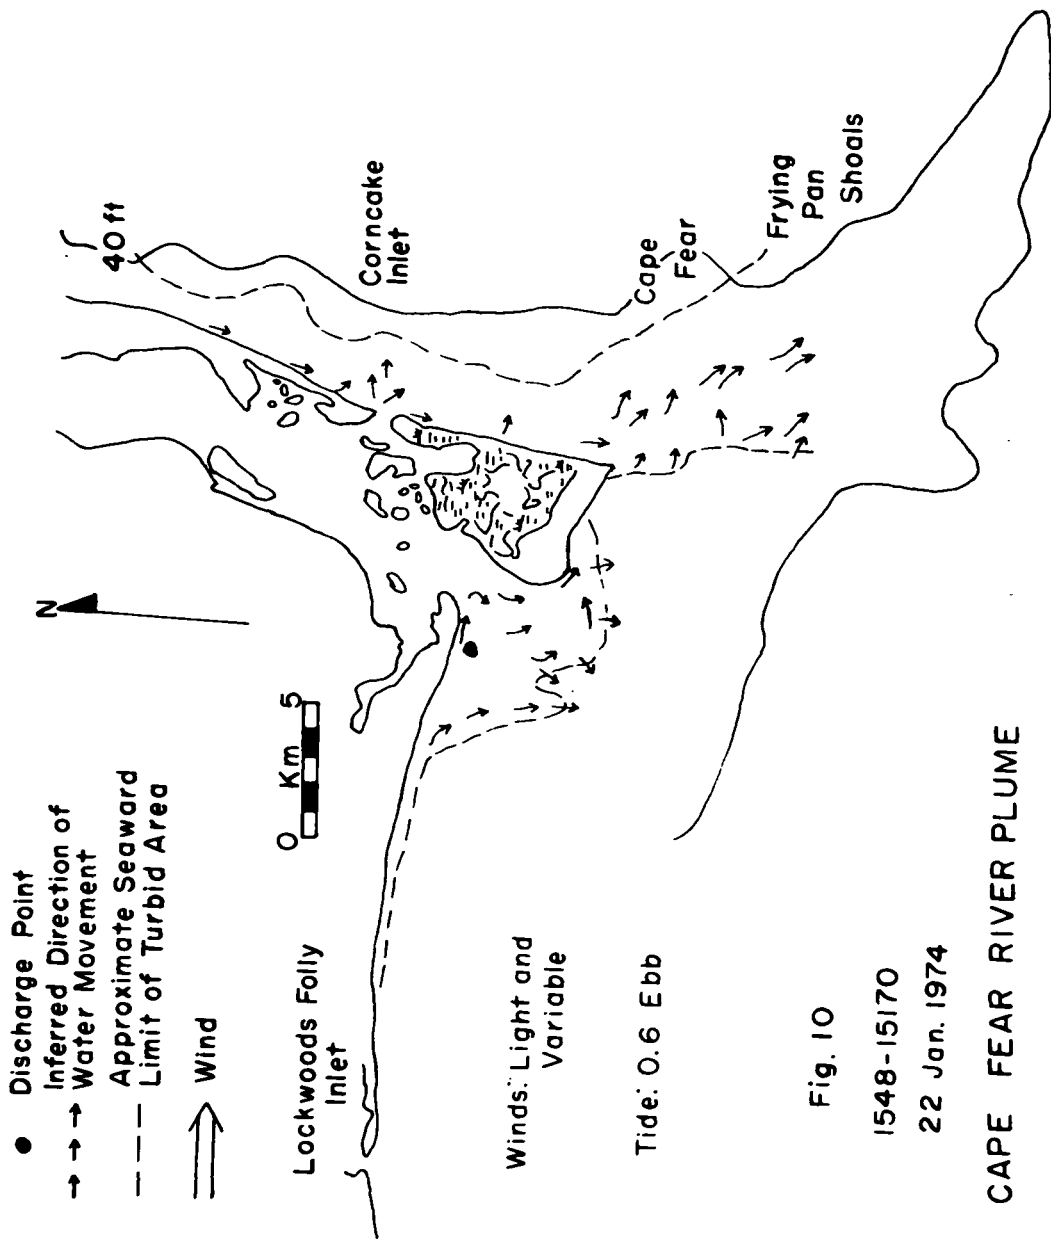 Discharge Point
Inferred Direction of
Water Movement
Approximate Seaward
Limit of Turbid Area
Wind
N
0 Km 5
40 ft
Corncake
Inlet
Cape
Fear
Frying
Pan
Shoals
Lockwoods Folly
Inlet
Winds: Light and
Variable
Tide: 0.6 Ebb
Fig. 10
1548-15170
22 Jan. 1974
CAPE FEAR RIVER PLUME